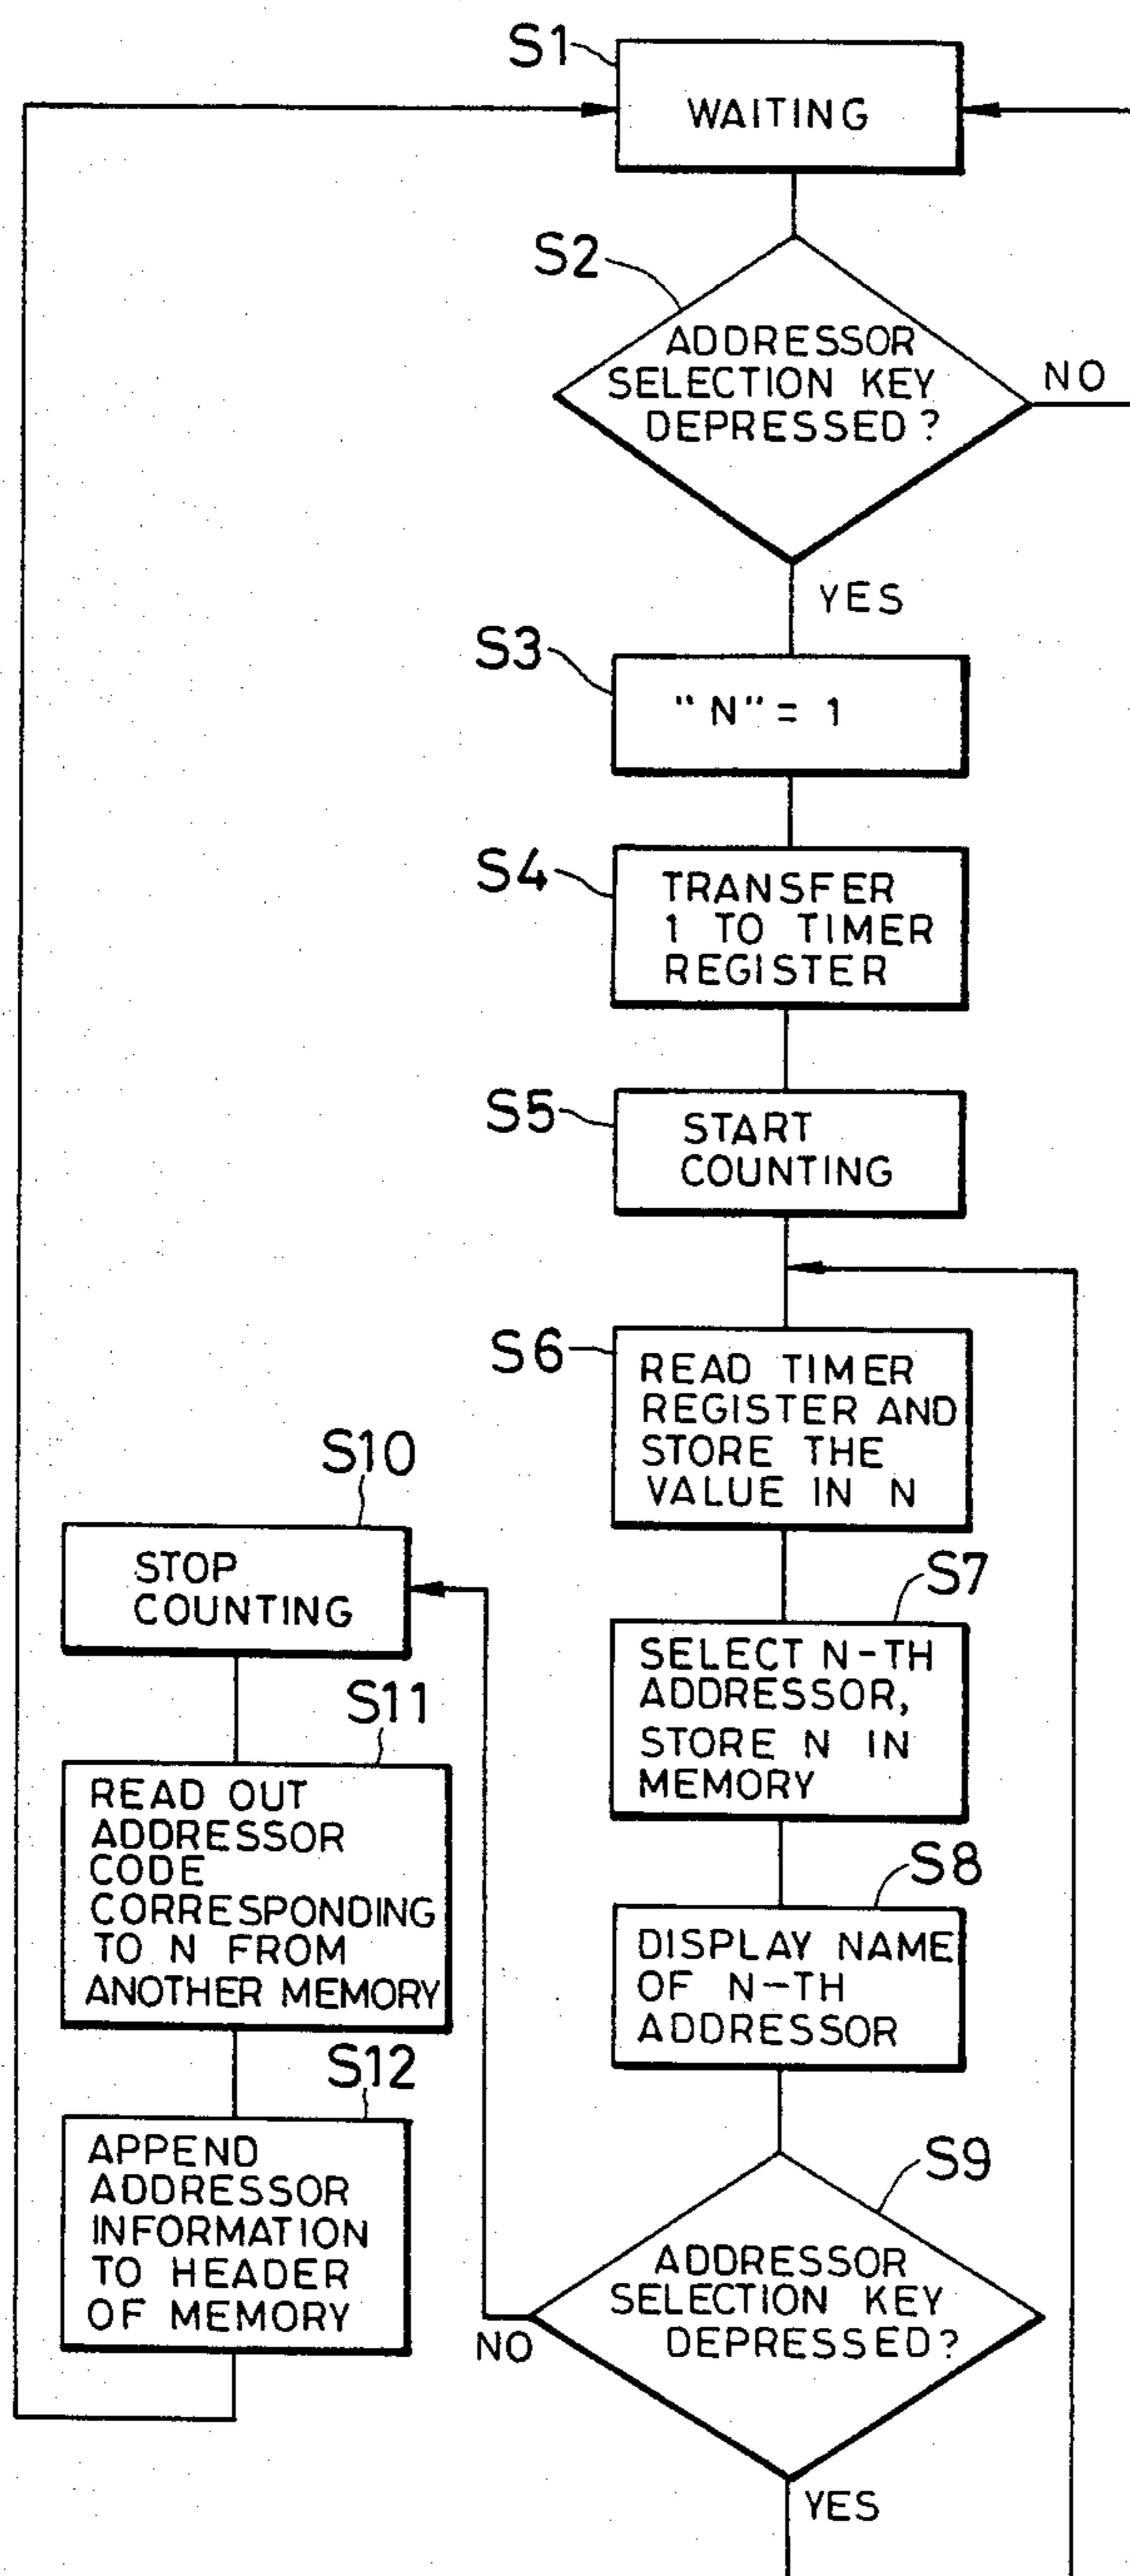 S1
WAITING
S2
ADDRESSOR
SELECTION KEY
DEPRESSED?
NO
YES
S3
"N" = 1
S4
TRANSFER
1 TO TIMER
REGISTER
S5
START
COUNTING
S6
READ TIMER
REGISTER AND
STORE THE
VALUE IN N
S7
SELECT N-TH
ADDRESSOR,
STORE N IN
MEMORY
S8
DISPLAY NAME
OF N-TH
ADDRESSOR
S9
ADDRESSOR
SELECTION KEY
DEPRESSED?
NO
YES
S10
STOP
COUNTING
S11
READ OUT
ADDRESSOR
CODE
CORRESPONDING
TO N FROM
ANOTHER MEMORY
S12
APPEND
ADDRESSOR
INFORMATION
TO HEADER
OF MEMORY